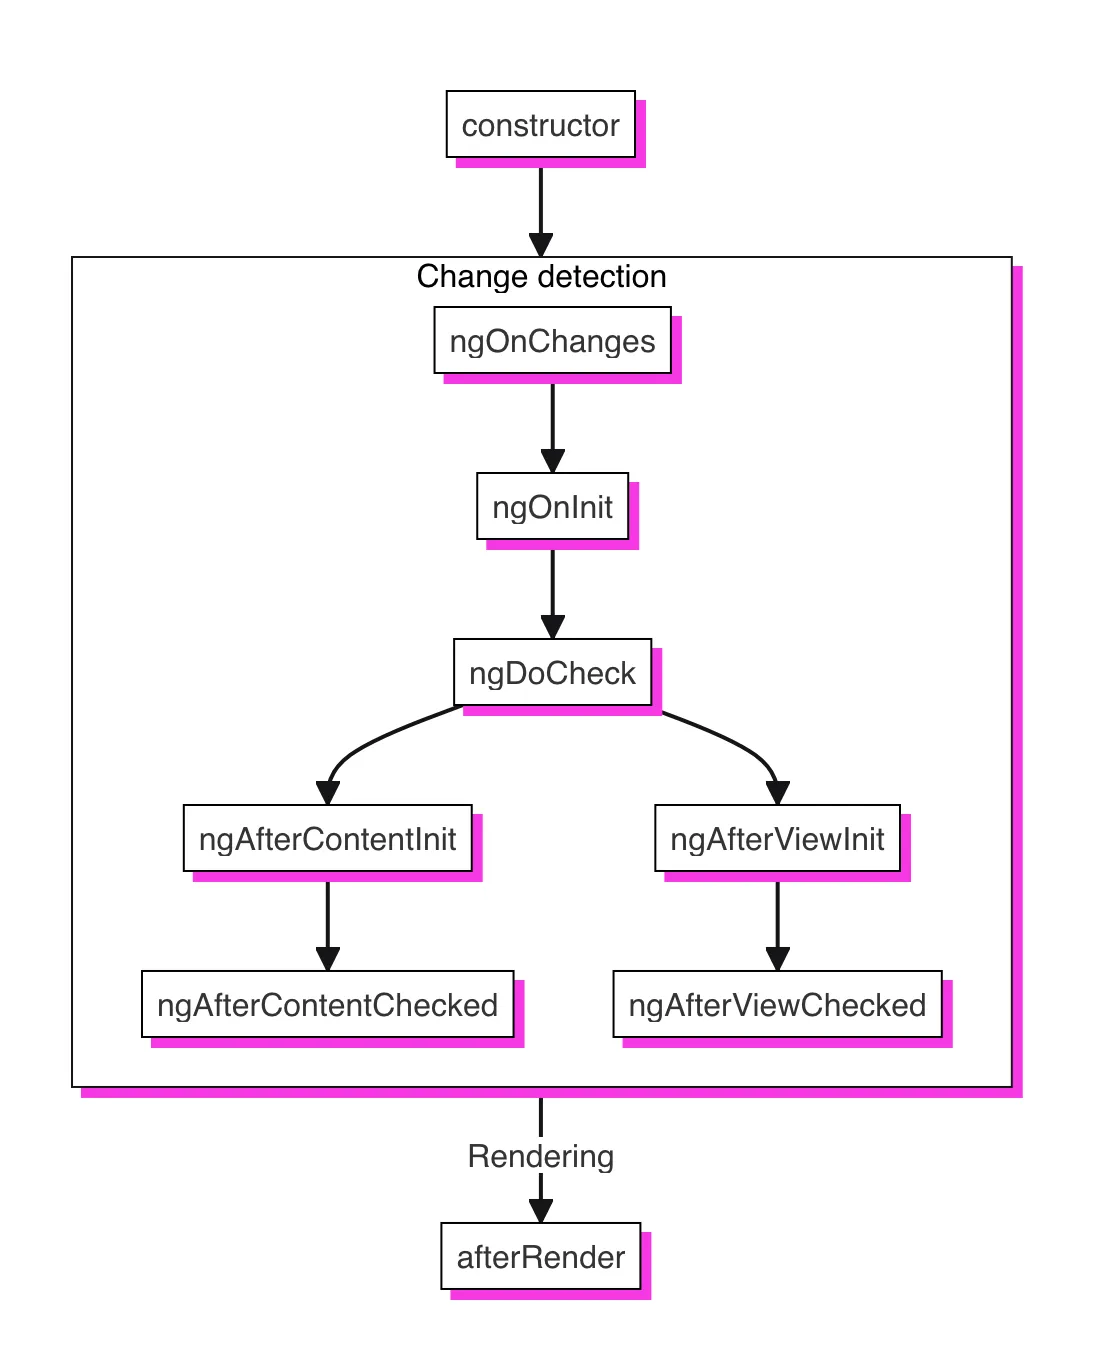 constructor
Change detection
ngOnChanges
ngOnInit
ngDoCheck
ngAfterContentInit
ngAfterViewInit
ngAfterContentChecked
ngAfterViewChecked
Rendering
afterRender